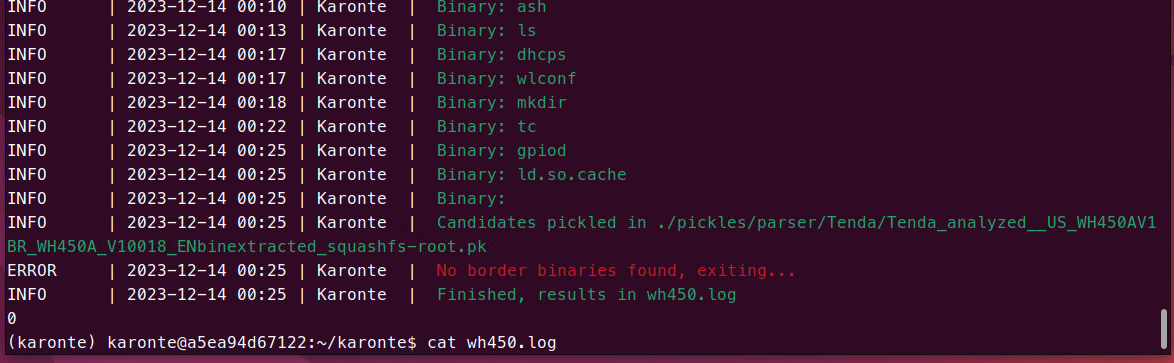 INFO | 2023-12-14 00:10 | Karonte | Binary: ash
INFO | 2023-12-14 00:13 | Karonte | Binary: ls
INFO | 2023-12-14 00:17 | Karonte | Binary: dhcps
INFO | 2023-12-14 00:17 | Karonte | Binary: wlconf
INFO | 2023-12-14 00:18 | Karonte | Binary: mkdir
INFO | 2023-12-14 00:22 | Karonte | Binary: tc
INFO | 2023-12-14 00:25 | Karonte | Binary: gpiod
INFO | 2023-12-14 00:25 | Karonte | Binary: ld.so.cache
INFO | 2023-12-14 00:25 | Karonte | Binary:
INFO | 2023-12-14 00:25 | Karonte | Candidates pickled in ./pickles/parser/Tenda/Tenda_analyzed__US_WH450AV1
BR_WH450A_V10018_ENbinextracted_squashfs-root.pk
ERROR | 2023-12-14 00:25 | Karonte | No border binaries found, exiting...
INFO | 2023-12-14 00:25 | Karonte | Finished, results in wh450.log
0
(karonte) karonte@a5ea94d67122:~/karonte$ cat wh450.log